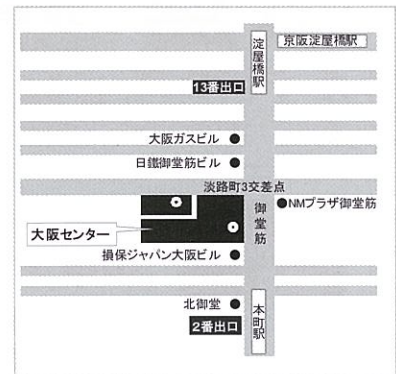 淀屋橋駅
京阪淀屋橋駅
13番出口
大阪ガスビル
日鐵御堂筋ビル
淡路町3交差点
御堂筋
NMプラザ御堂筋
大阪センター
損保ジャパン大阪ビル
北御堂
2番出口
本町駅